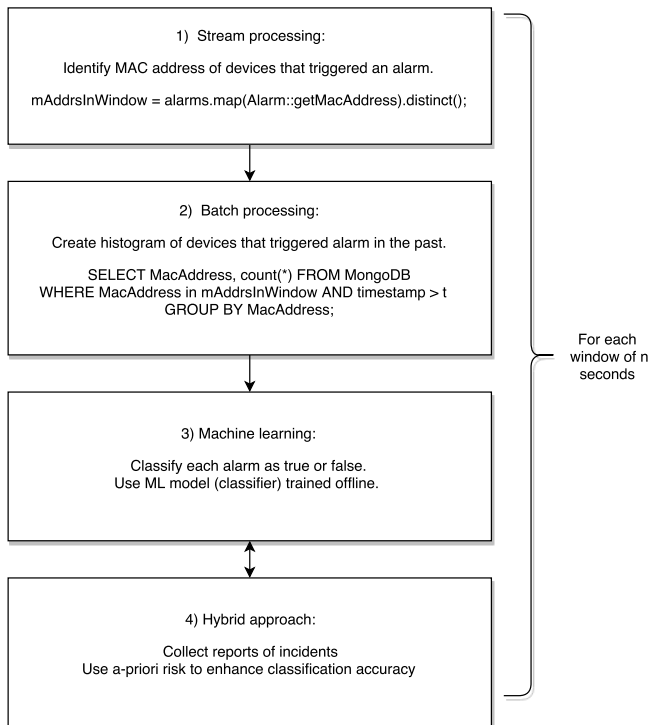 1) Stream processing:
Identify MAC address of devices that triggered an alarm.
mAddrsInWindow = alarms.map(Alarm::getMacAddress).distinct();
2) Batch processing:
Create histogram of devices that triggered alarm in the past.
SELECT MacAddress, count(*) FROM MongoDB
WHERE MacAddress in mAddrsInWindow AND timestamp > t
GROUP BY MacAddress;
3) Machine learning:
Classify each alarm as true or false.
Use ML model (classifier) trained offline.
4) Hybrid approach:
Collect reports of incidents
Use a-priori risk to enhance classification accuracy
For each
window of n
seconds